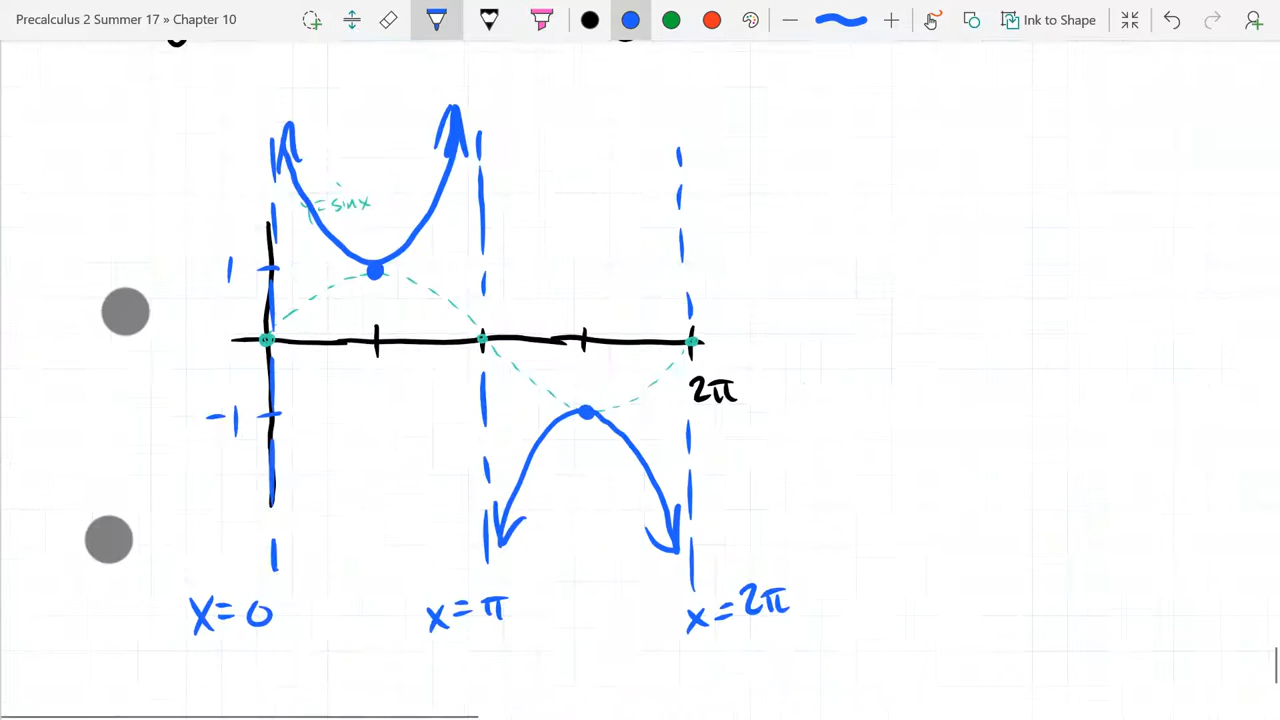 Precalculus 2 Summer 17 » Chapter 10
Ink to Shape
y=sinx
1
-1
2π
x=0
x=π
x=2π